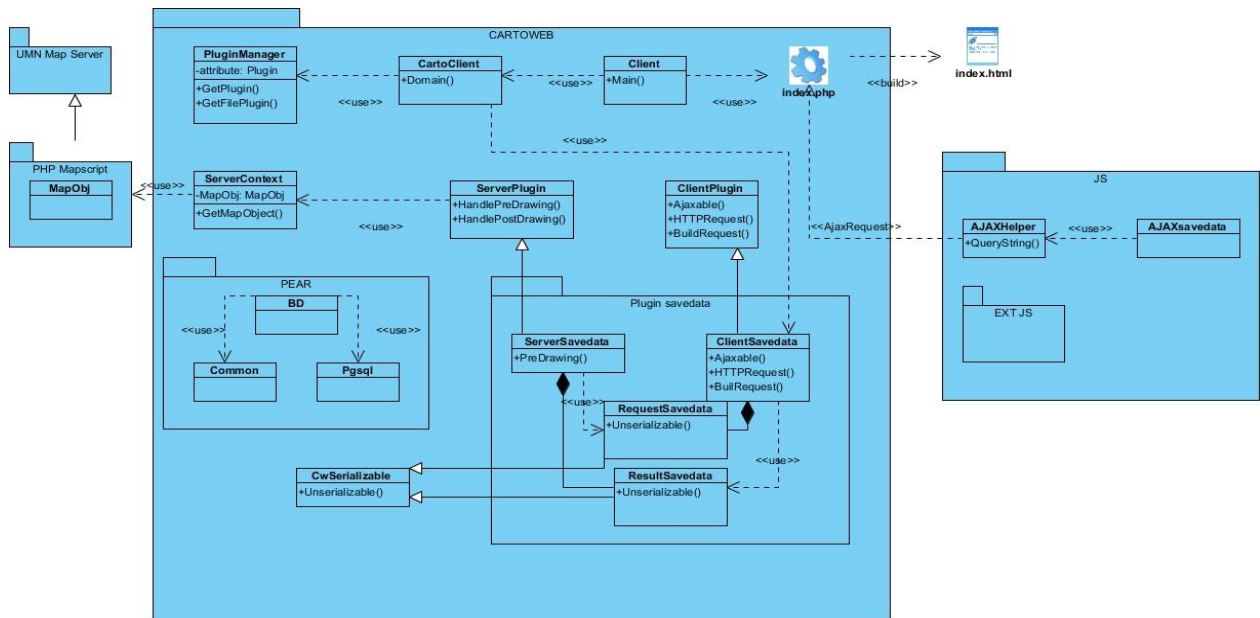 CARTOWEB
UMN Map Server
PluginManager
-attribute: Plugin
+GetPlugin()
+GetFilePlugin()
<<use>>
CartoClient
+Domain()
<<use>>
Client
+Main()
<<use>>
index.php
<<build>>
index.html
<<use>>
PHP Mapscript
MapObj
<<use>>
ServerContext
-MapObj: MapObj
+GetMapObject()
<<use>>
ServerPlugin
+HandlePreDrawing()
+HandlePostDrawing()
ClientPlugin
+Ajaxable()
+HTTPRequest()
+BuildRequest()
<<AjaxRequest>>
JS
AJAXHelper
+QueryString()
<<use>>
AJAXsavedata
EXT JS
PEAR
BD
<<use>>
<<use>>
Common
Pgsql
Plugin savedata
ServerSavedata
+PreDrawing()
ClientSavedata
+Ajaxable()
+HTTPRequest()
+BuilRequest()
<<use>>
RequestSavedata
+Unserializable()
<<use>>
CwSerializable
+Unserializable()
ResultSavedata
+Unserializable()